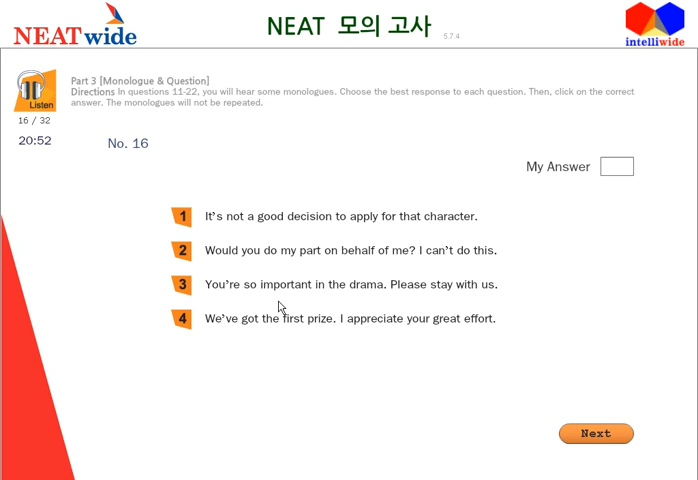 NEATwide
NEAT 모의 고사 5.7.4
intelliwide
Listen
Part 3 [Monologue & Question]
Directions In questions 11-22, you will hear some monologues. Choose the best response to each question. Then, click on the correct
answer. The monologues will not be repeated.
16 / 32
20:52
No. 16
My Answer
1 It's not a good decision to apply for that character.
2 Would you do my part on behalf of me? I can't do this.
3 You're so important in the drama. Please stay with us.
4 We've got the first prize. I appreciate your great effort.
Next